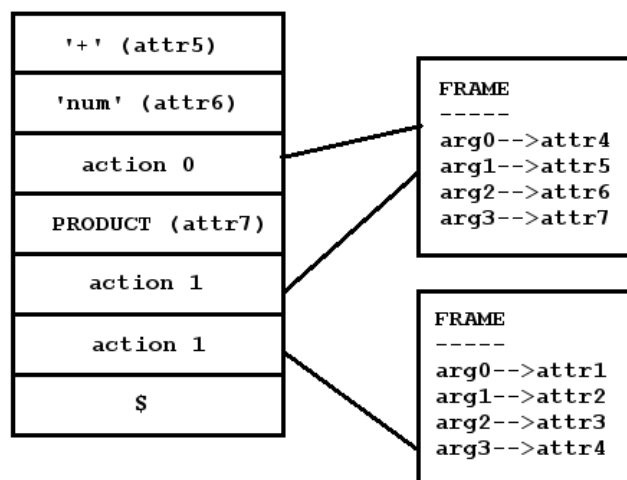 '+' (attr5)
'num' (attr6)
action 0
PRODUCT (attr7)
action 1
action 1
$
FRAME
-----
arg0-->attr4
arg1-->attr5
arg2-->attr6
arg3-->attr7
FRAME
-----
arg0-->attr1
arg1-->attr2
arg2-->attr3
arg3-->attr4